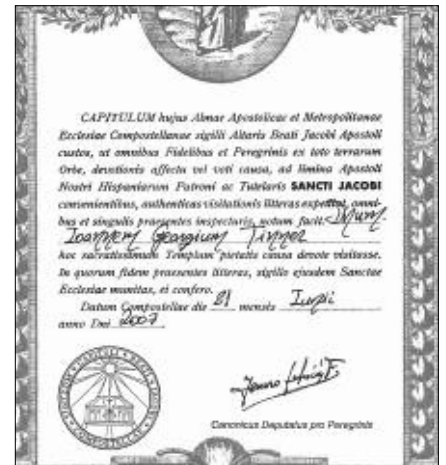 CAPITULUM hujus Almae Apostolicae et Metropolitanae
Ecclesiae Compostellanae sigilli Altaris Beati Jacobi Apostoli
custos, ut omnibus Fidelibus et Peregrinis ex toto terrarum
Orbe, devotionis affectu vel voti causa, ad limina Apostoli
Nostri Hispaniarum Patroni ac Tutelaris SANCTI JACOBI
convenientibus, authenticas visitationis litteras expediat, omni-
bus et singulis praesentes inspecturis, notum facit:
Ioannem Georgium Tinner
hoc sacratissimum Templum pietatis causa devote visitasse.
In quorum fidem praesentes litteras, sigillo ejusdem Sanctae
Ecclesiae munitas, ei confero.
Datum Compostellae die 21 mensis
anno Dni 2007
Canonicus Deputatus pro Peregrinis